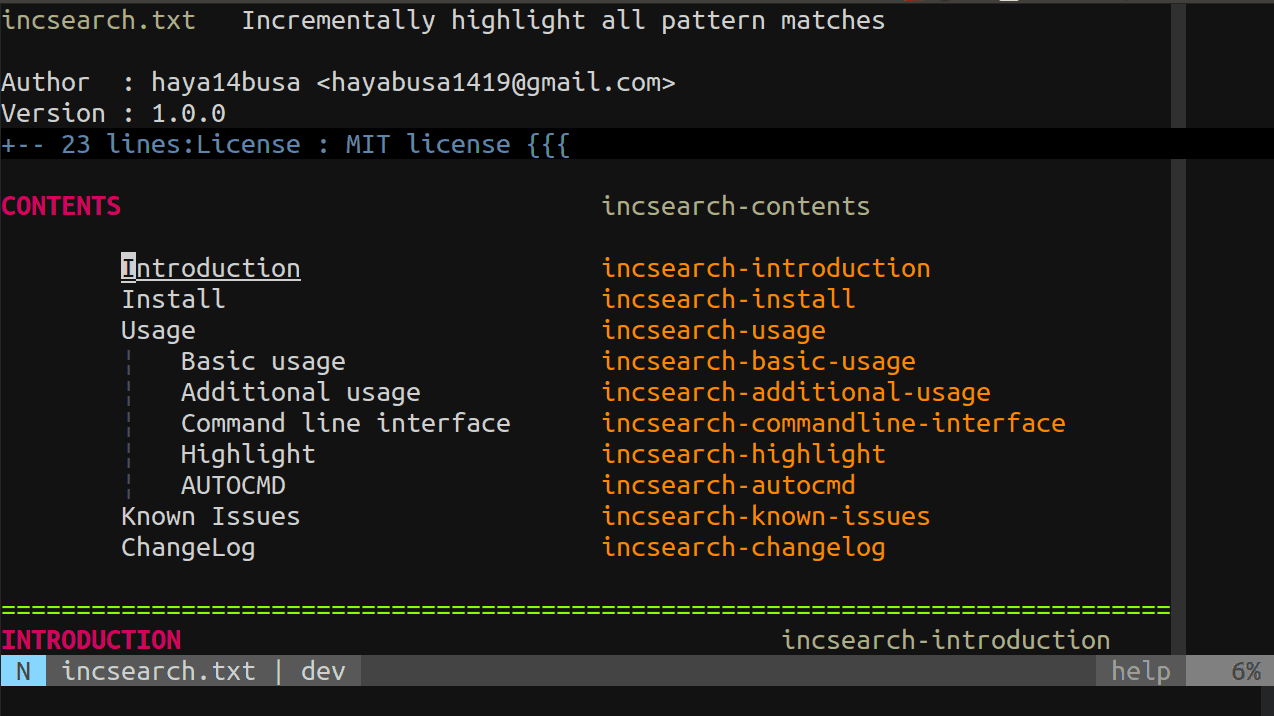 incsearch.txt   Incrementally highlight all pattern matches
Author  : haya14busa <hayabusa1419@gmail.com>
Version : 1.0.0
+-- 23 lines:License : MIT license {{{
CONTENTS                                incsearch-contents
        Introduction                    incsearch-introduction
        Install                         incsearch-install
        Usage                           incsearch-usage
        ¦   Basic usage                 incsearch-basic-usage
        ¦   Additional usage            incsearch-additional-usage
        ¦   Command line interface      incsearch-commandline-interface
        ¦   Highlight                   incsearch-highlight
        ¦   AUTOCMD                     incsearch-autocmd
        Known Issues                    incsearch-known-issues
        ChangeLog                       incsearch-changelog
==============================================================================
INTRODUCTION                                        incsearch-introduction
N   incsearch.txt | dev                                                   help   6%